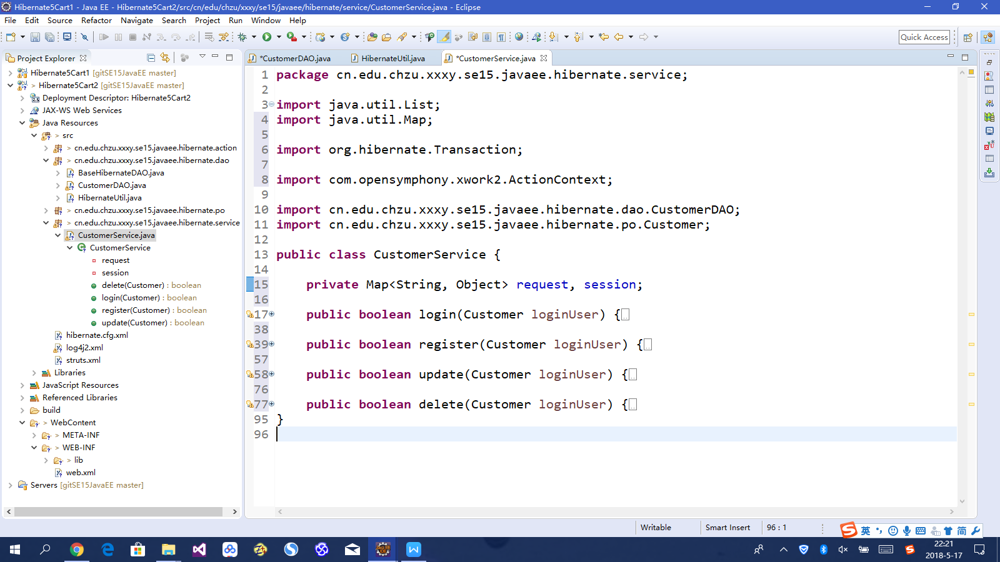 Hibernate5Cart1 - Java EE - Hibernate5Cart2/src/cn/edu/chzu/xxxy/se15/javaee/hibernate/service/CustomerService.java - Eclipse
File Edit Source Refactor Navigate Search Project Run Window Help
Quick Access
Project Explorer
Hibernate5Cart1 [gitSE15JavaEE master]
> Hibernate5Cart2 [gitSE15JavaEE master]
Deployment Descriptor: Hibernate5Cart2
JAX-WS Web Services
Java Resources
> src
> cn.edu.chzu.xxxy.se15.javaee.hibernate.action
> cn.edu.chzu.xxxy.se15.javaee.hibernate.dao
BaseHibernateDAO.java
CustomerDAO.java
HibernateUtil.java
> cn.edu.chzu.xxxy.se15.javaee.hibernate.po
> cn.edu.chzu.xxxy.se15.javaee.hibernate.service
CustomerService.java
CustomerService
request
session
delete(Customer) : boolean
login(Customer) : boolean
register(Customer) : boolean
update(Customer) : boolean
hibernate.cfg.xml
log4j2.xml
struts.xml
Libraries
JavaScript Resources
Referenced Libraries
build
> WebContent
> META-INF
> WEB-INF
> lib
web.xml
Servers [gitSE15JavaEE master]
*CustomerDAO.java HibernateUtil.java *CustomerService.java
1 package cn.edu.chzu.xxxy.se15.javaee.hibernate.service;
2
3 import java.util.List;
4 import java.util.Map;
5
6 import org.hibernate.Transaction;
7
8 import com.opensymphony.xwork2.ActionContext;
9
10 import cn.edu.chzu.xxxy.se15.javaee.hibernate.dao.CustomerDAO;
11 import cn.edu.chzu.xxxy.se15.javaee.hibernate.po.Customer;
12
13 public class CustomerService {
14
15 private Map<String, Object> request, session;
16
17 public boolean login(Customer loginUser) {
38
39 public boolean register(Customer loginUser) {
57
58 public boolean update(Customer loginUser) {
76
77 public boolean delete(Customer loginUser) {
95 }
96
Writable Smart Insert 96 : 1
英 简
22:21
2018-5-17